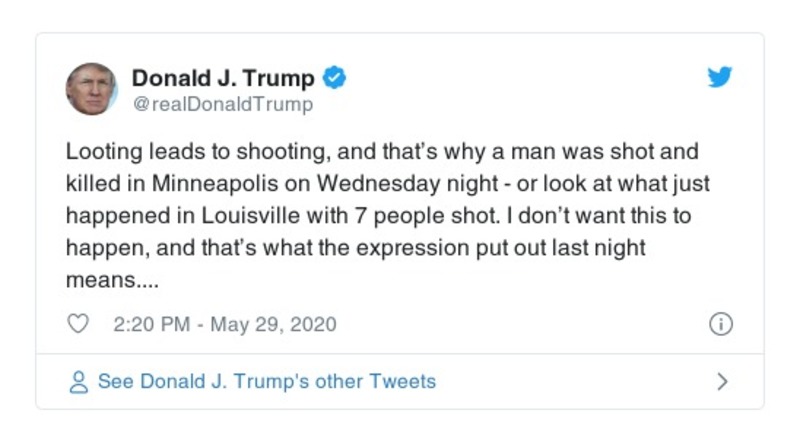 Donald J. Trump
@realDonaldTrump
Looting leads to shooting, and that’s why a man was shot and
killed in Minneapolis on Wednesday night - or look at what just
happened in Louisville with 7 people shot. I don’t want this to
happen, and that’s what the expression put out last night
means....
2:20 PM - May 29, 2020
See Donald J. Trump's other Tweets